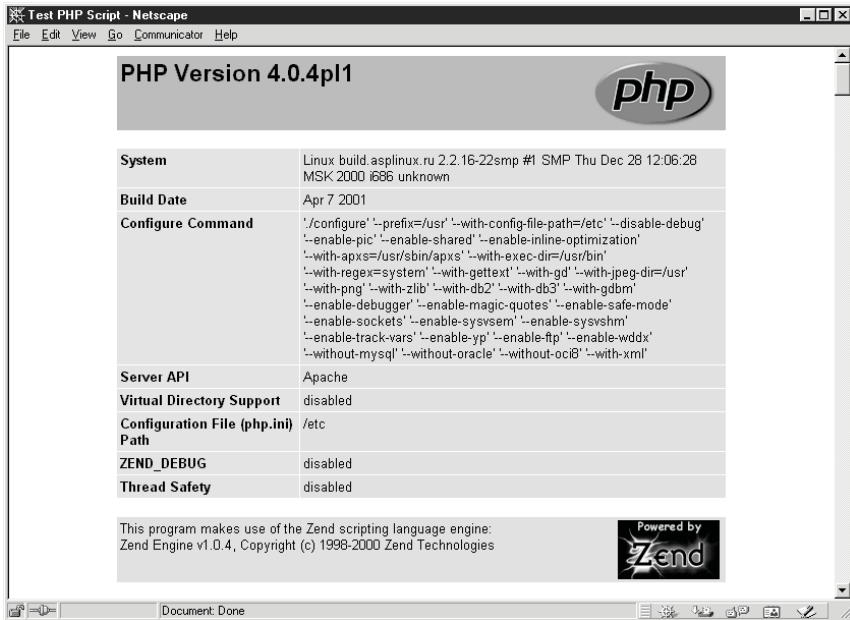 Test PHP Script - Netscape
File Edit View Go Communicator Help
PHP Version 4.0.4pl1
php
System
Linux build.asplinux.ru 2.2.16-22smp #1 SMP Thu Dec 28 12:06:28
MSK 2000 i686 unknown
Build Date
Apr 7 2001
Configure Command
'./configure' '--prefix=/usr' '--with-config-file-path=/etc' '--disable-debug'
'--enable-pic' '--enable-shared' '--enable-inline-optimization'
'--with-apxs=/usr/sbin/apxs' '--with-exec-dir=/usr/bin'
'--with-regex=system' '--with-gettext' '--with-gd' '--with-jpeg-dir=/usr'
'--with-png' '--with-zlib' '--with-db2' '--with-db3' '--with-gdbm'
'--enable-debugger' '--enable-magic-quotes' '--enable-safe-mode'
'--enable-sockets' '--enable-sysvsem' '--enable-sysvshm'
'--enable-track-vars' '--enable-yp' '--enable-ftp' '--enable-wddx'
'--without-mysql' '--without-oracle' '--without-oci8' '--with-xml'
Server API
Apache
Virtual Directory Support
disabled
Configuration File (php.ini)
Path
/etc
ZEND_DEBUG
disabled
Thread Safety
disabled
This program makes use of the Zend scripting language engine:
Zend Engine v1.0.4, Copyright (c) 1998-2000 Zend Technologies
Powered by
Zend
Document: Done